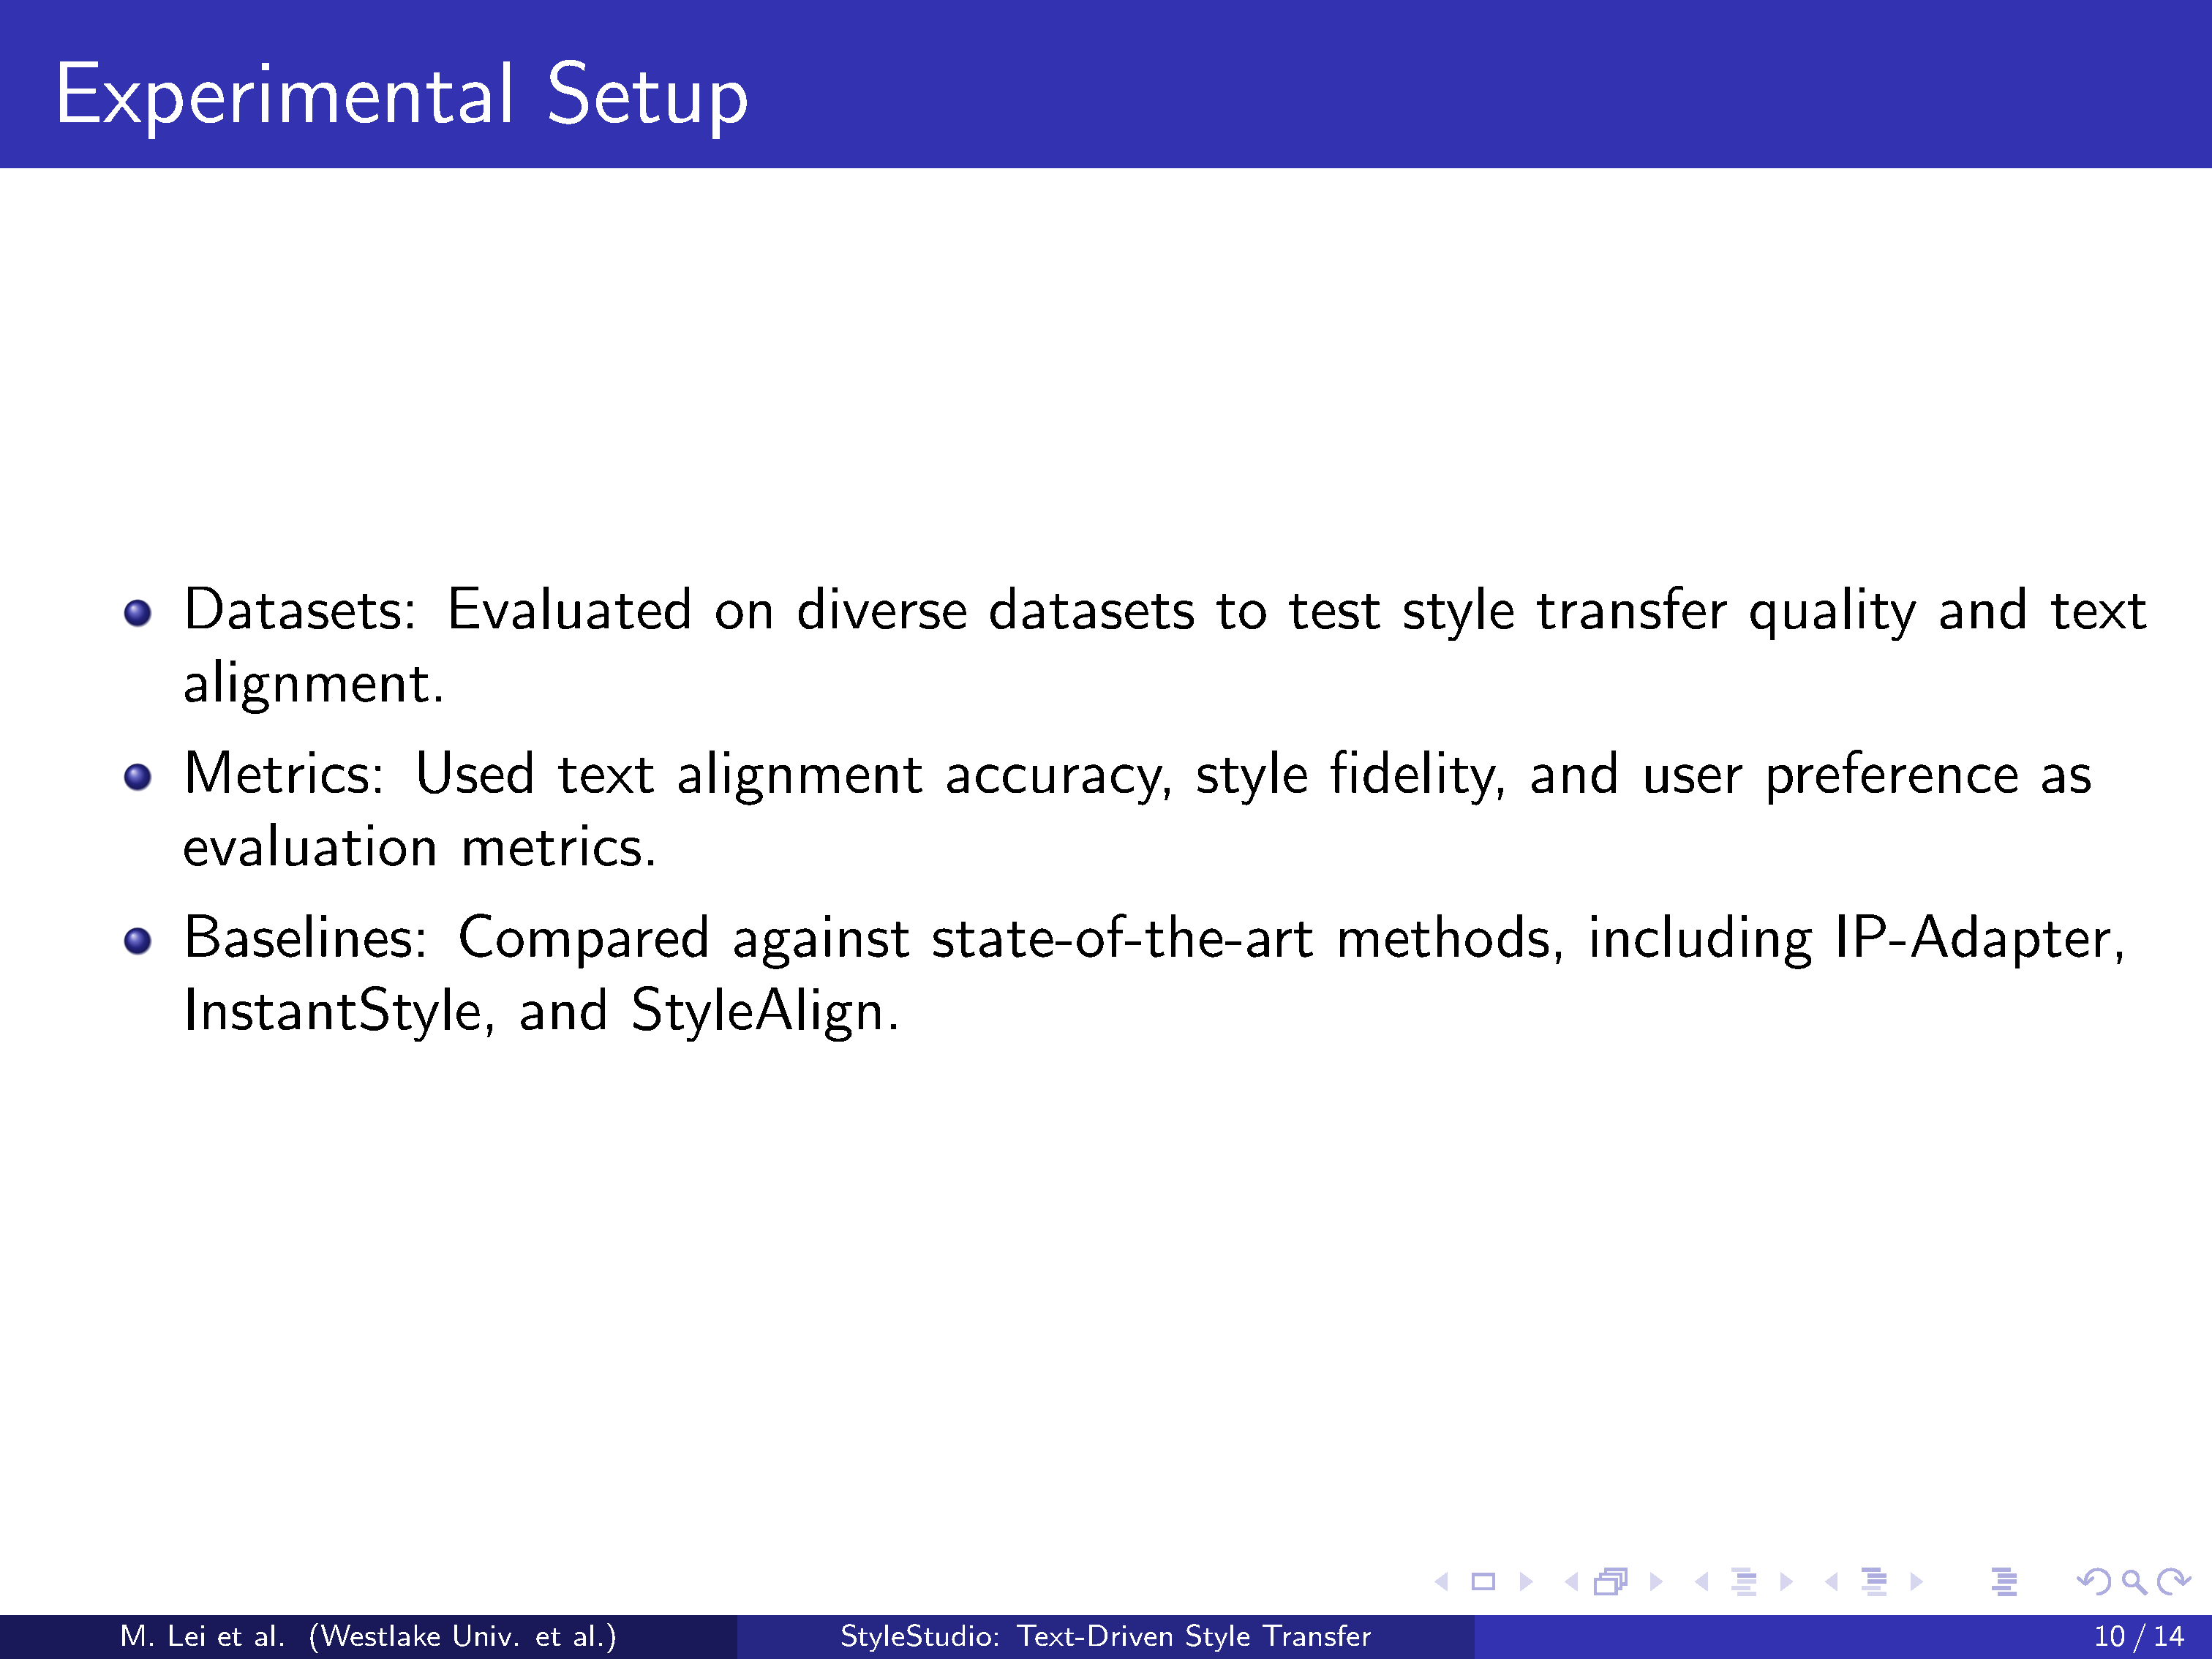 Experimental Setup
Datasets: Evaluated on diverse datasets to test style transfer quality and text
alignment.
Metrics: Used text alignment accuracy, style fidelity, and user preference as
evaluation metrics.
Baselines: Compared against state-of-the-art methods, including IP-Adapter,
InstantStyle, and StyleAlign.
M. Lei et al. (Westlake Univ. et al.)
StyleStudio: Text-Driven Style Transfer
10 / 14